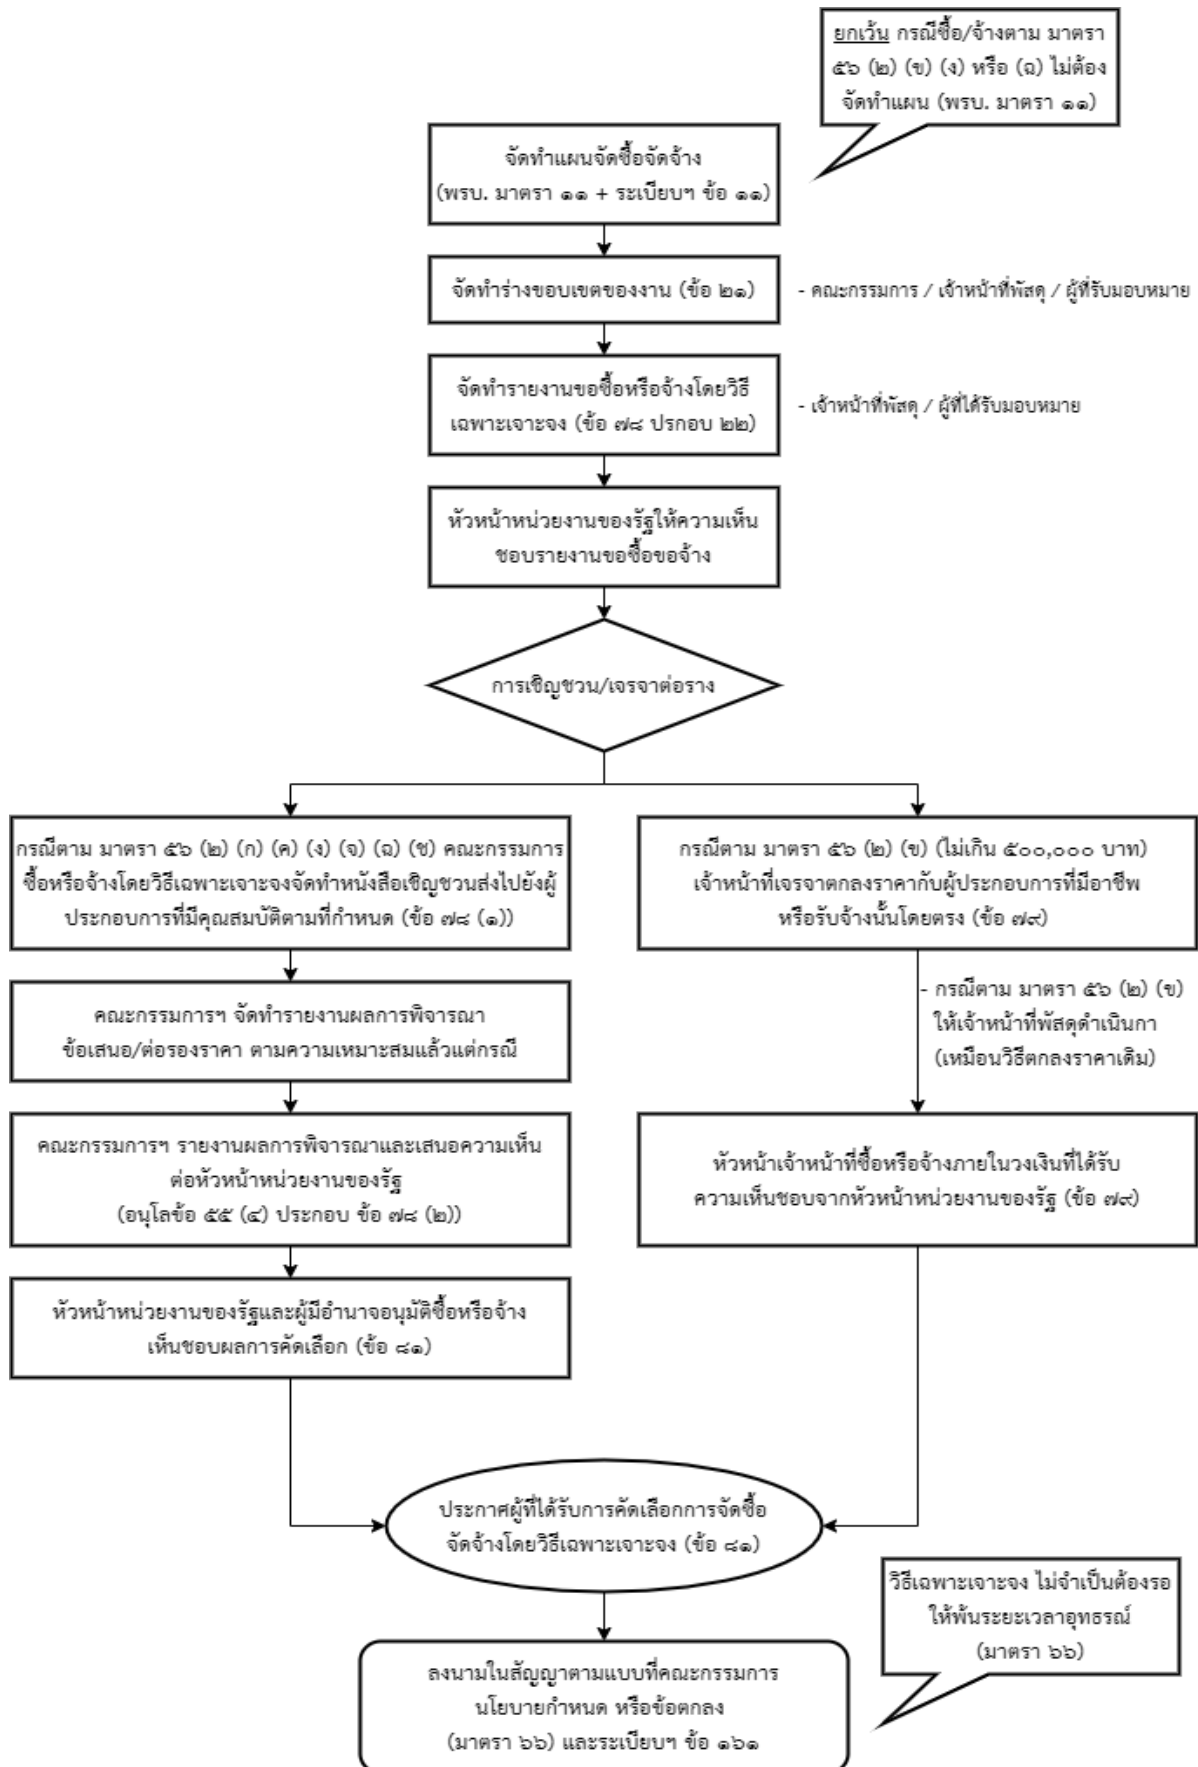 ยกเว้น กรณีซื้อ/จ้างตาม มาตรา
๕๖ (๒) (ข) (ง) หรือ (ฉ) ไม่ต้อง
จัดทำแผน (พรบ. มาตรา ๑๑)
จัดทำแผนจัดซื้อจัดจ้าง
(พรบ. มาตรา ๑๑ + ระเบียบฯ ข้อ ๑๑)
จัดทำร่างขอบเขตของงาน (ข้อ ๒๑)
- คณะกรรมการ / เจ้าหน้าที่พัสดุ / ผู้ที่รับมอบหมาย
จัดทำรายงานขอซื้อหรือจ้างโดยวิธี
เฉพาะเจาะจง (ข้อ ๗๘ ปรกอบ ๒๒)
- เจ้าหน้าที่พัสดุ / ผู้ที่ได้รับมอบหมาย
หัวหน้าหน่วยงานของรัฐให้ความเห็น
ชอบรายงานขอซื้อขอจ้าง
การเชิญชวน/เจรจาต่อราง
กรณีตาม มาตรา ๕๖ (๒) (ก) (ค) (ง) (จ) (ฉ) (ช) คณะกรรมการ
ซื้อหรือจ้างโดยวิธีเฉพาะเจาะจงจัดทำหนังสือเชิญชวนส่งไปยังผู้
ประกอบการที่มีคุณสมบัติตามที่กำหนด (ข้อ ๗๘ (๑))
กรณีตาม มาตรา ๕๖ (๒) (ข) (ไม่เกิน ๕๐๐,๐๐๐ บาท)
เจ้าหน้าที่เจรจาตกลงราคากับผู้ประกอบการที่มีอาชีพ
หรือรับจ้างนั้นโดยตรง (ข้อ ๗๙)
- กรณีตาม มาตรา ๕๖ (๒) (ข)
ให้เจ้าหน้าที่พัสดุดำเนินกา
(เหมือนวิธีตกลงราคาเดิม)
คณะกรรมการฯ จัดทำรายงานผลการพิจารณา
ข้อเสนอ/ต่อรองราคา ตามความเหมาะสมแล้วแต่กรณี
คณะกรรมการฯ รายงานผลการพิจารณาและเสนอความเห็น
ต่อหัวหน้าหน่วยงานของรัฐ
(อนุโลข้อ ๕๕ (๔) ประกอบ ข้อ ๗๘ (๒))
หัวหน้าเจ้าหน้าที่ซื้อหรือจ้างภายในวงเงินที่ได้รับ
ความเห็นชอบจากหัวหน้าหน่วยงานของรัฐ (ข้อ ๗๙)
หัวหน้าหน่วยงานของรัฐและผู้มีอำนาจอนุมัติซื้อหรือจ้าง
เห็นชอบผลการคัดเลือก (ข้อ ๘๑)
ประกาศผู้ที่ได้รับการคัดเลือกการจัดซื้อ
จัดจ้างโดยวิธีเฉพาะเจาะจง (ข้อ ๘๑)
วิธีเฉพาะเจาะจง ไม่จำเป็นต้องรอ
ให้พ้นระยะเวลาอุทธรณ์
(มาตรา ๖๖)
ลงนามในสัญญาตามแบบที่คณะกรรมการ
นโยบายกำหนด หรือข้อตกลง
(มาตรา ๖๖) และระเบียบฯ ข้อ ๑๖๑